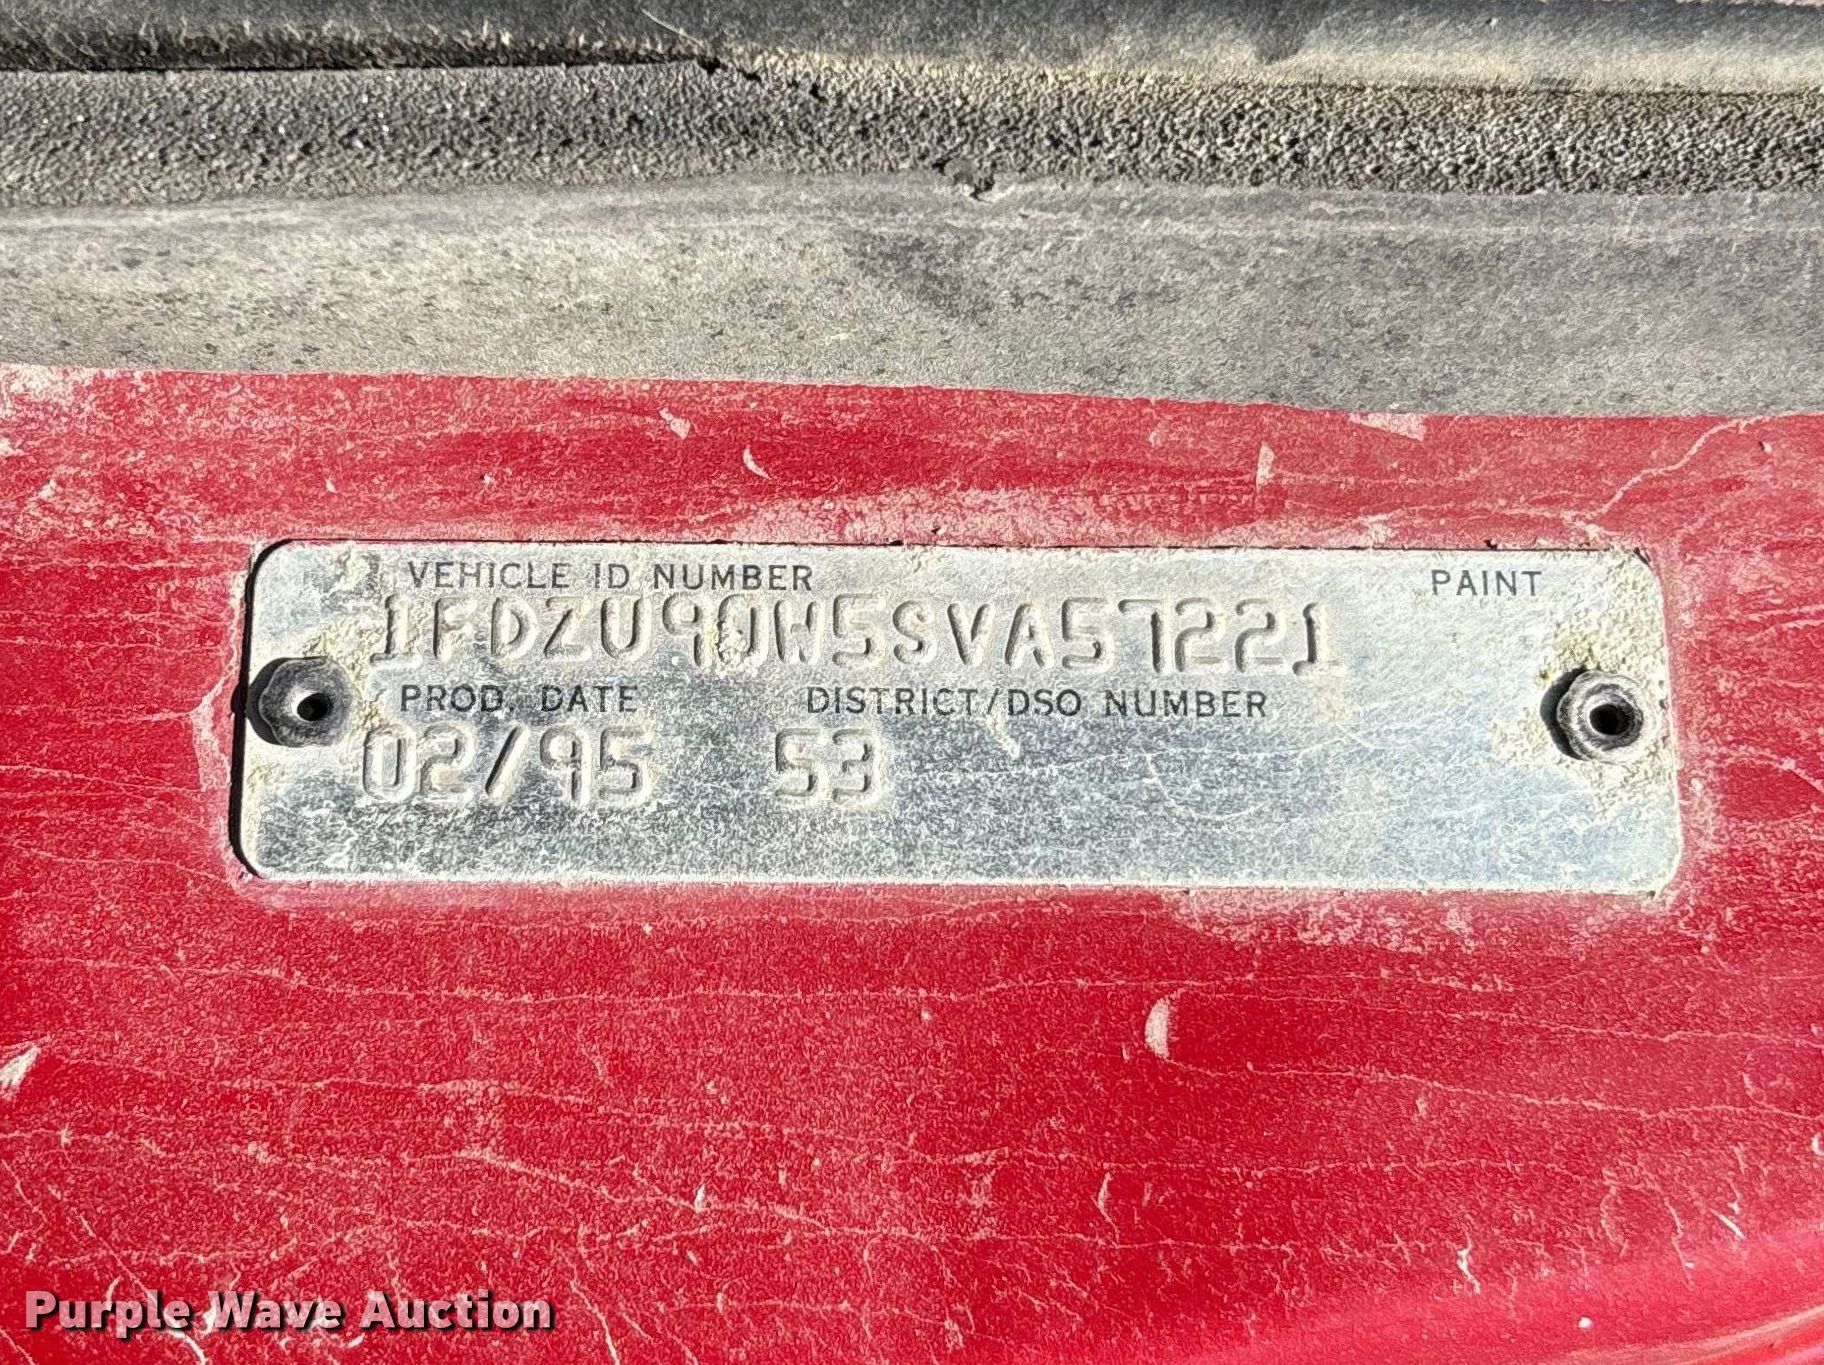 VEHICLE ID NUMBER PAINT
1FDZU90W5SVA57221
PROD. DATE DISTRICT/DSO NUMBER
02/95 53
Purple Wave Auction